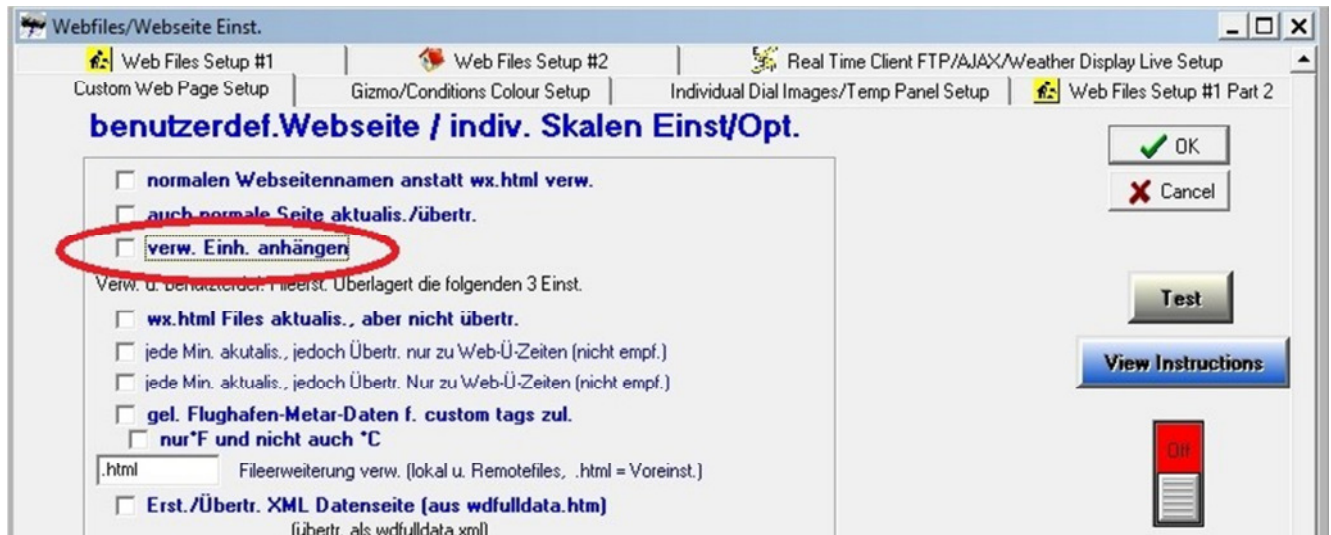 Webfiles/Webseite Einst.
Web Files Setup #1 Web Files Setup #2 Real Time Client FTP/AJAX/Weather Display Live Setup
Custom Web Page Setup Gizmo/Conditions Colour Setup Individual Dial Images/Temp Panel Setup Web Files Setup #1 Part 2
benutzerdef.Webseite / indiv. Skalen Einst/Opt.
OK
normalen Webseitennamen anstatt wx.html verw.
Cancel
auch normale Seite aktualis./übertr.
verw. Einh. anhängen
Verw. u. benutzerdef. Fileerst. Überlagert die folgenden 3 Einst.
Test
wx.html Files aktualis., aber nicht übertr.
jede Min. akutalis., jedoch Übertr. nur zu Web-Ü-Zeiten (nicht empf.)
View Instructions
jede Min. aktualis., jedoch Übertr. Nur zu Web-Ü-Zeiten (nicht empf.)
gel. Flughafen-Metar-Daten f. custom tags zul.
nur°F und nicht auch °C
Off
.html Fileerweiterung verw. (lokal u. Remotefiles, .html = Voreinst.)
Erst./Übertr. XML Datenseite (aus wdfulldata.htm)
(übertr. als wdfulldata.xml)